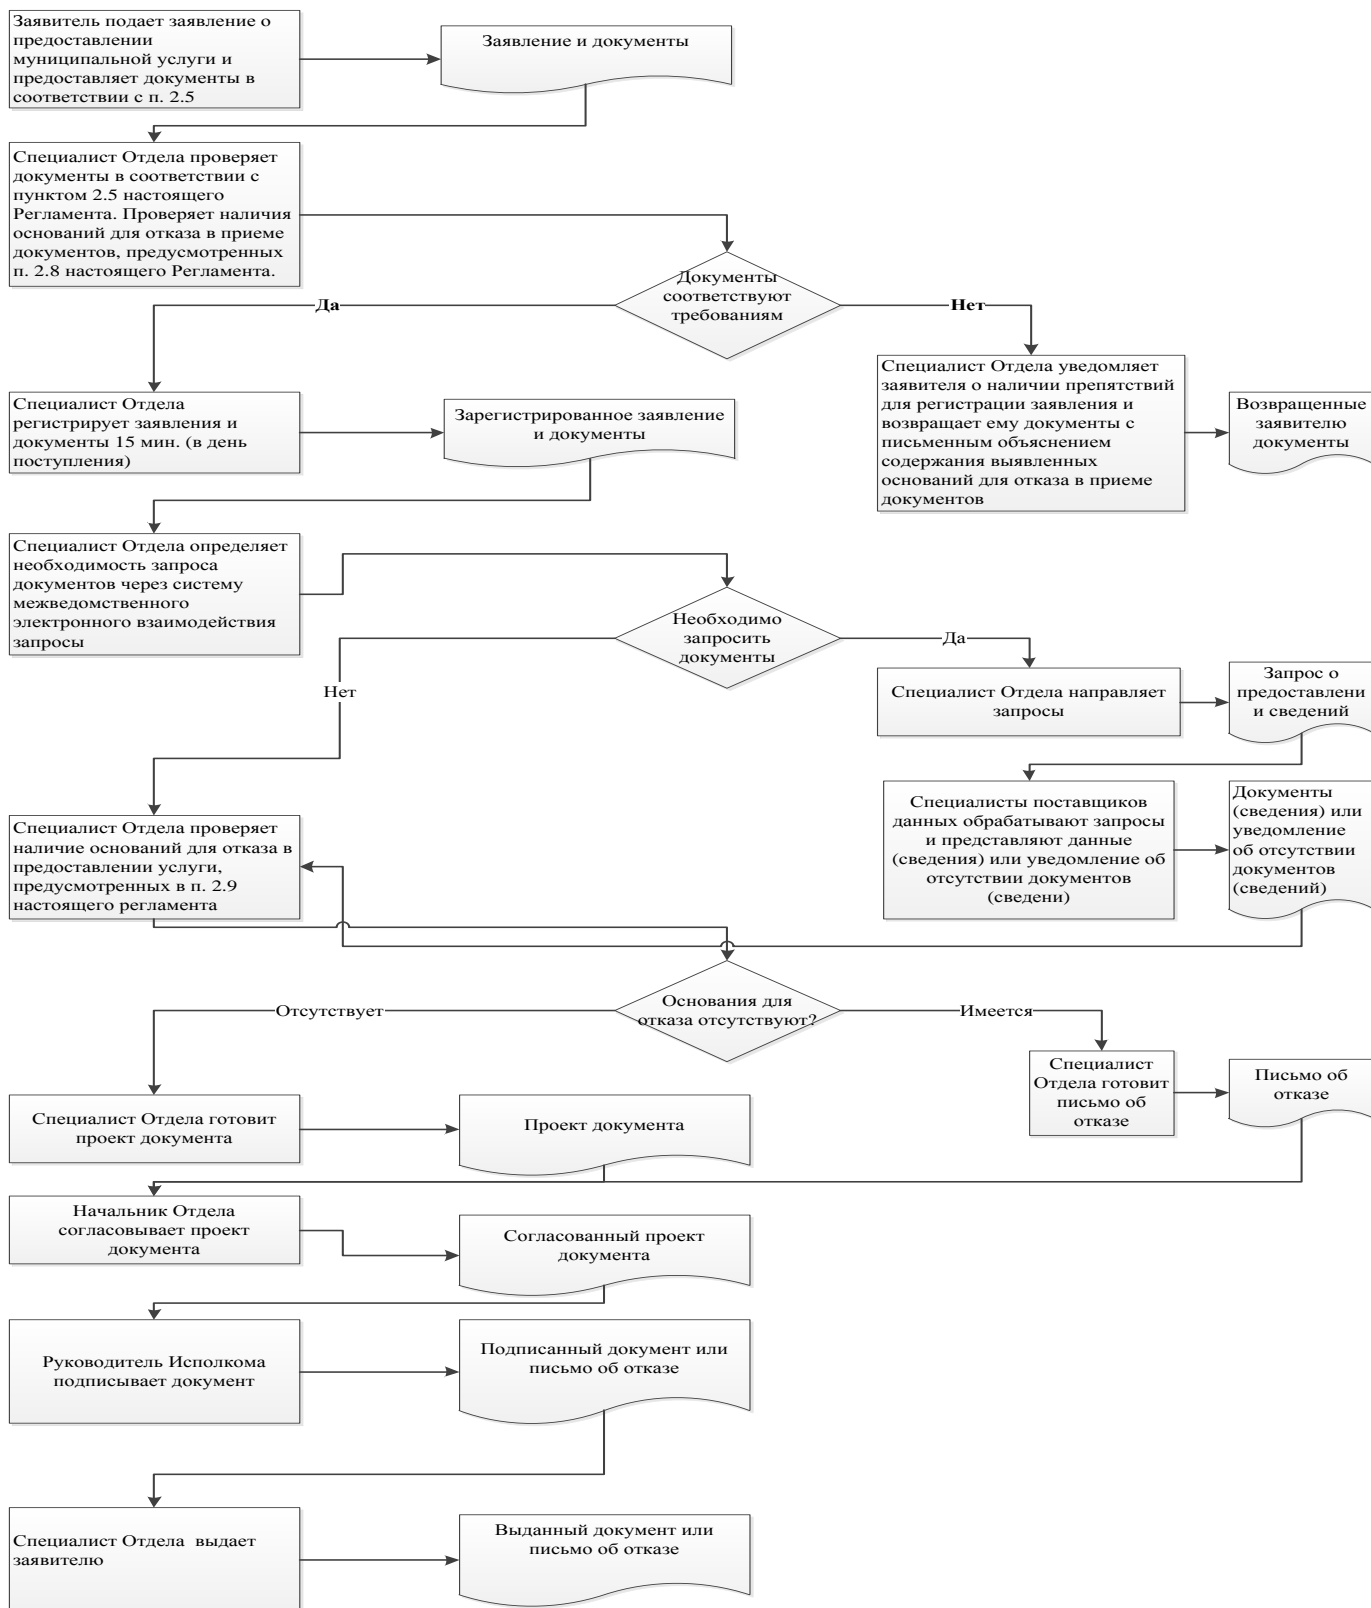 Заявитель подает заявление о
предоставлении
муниципальной услуги и
предоставляет документы в
соответствии с п. 2.5
Заявление и документы
Специалист Отдела проверяет
документы в соответствии с
пунктом 2.5 настоящего
Регламента. Проверяет наличия
оснований для отказа в приеме
документов, предусмотренных
п. 2.8 настоящего Регламента.
Документы
соответствуют
требованиям
Да
Нет
Специалист Отдела
регистрирует заявления и
документы 15 мин. (в день
поступления)
Зарегистрированное заявление
и документы
Специалист Отдела уведомляет
заявителя о наличии препятствий
для регистрации заявления и
возвращает ему документы с
письменным объяснением
содержания выявленных
оснований для отказа в приеме
документов
Возвращенные
заявителю
документы
Специалист Отдела определяет
необходимость запроса
документов через систему
межведомственного
электронного взаимодействия
запросы
Необходимо
запросить
документы
Да
Нет
Специалист Отдела направляет
запросы
Запрос о
предоставлени
и сведений
Специалисты поставщиков
данных обрабатывают запросы
и представляют данные
(сведения) или уведомление об
отсутствии документов
(сведени)
Документы
(сведения) или
уведомление
об отсутствии
документов
(сведений)
Специалист Отдела проверяет
наличие оснований для отказа в
предоставлении услуги,
предусмотренных в п. 2.9
настоящего регламента
Основания для
отказа отсутствуют?
Отсутствует
Имеется
Специалист
Отдела готовит
письмо об
отказе
Письмо об
отказе
Специалист Отдела готовит
проект документа
Проект документа
Начальник Отдела
согласовывает проект
документа
Согласованный проект
документа
Руководитель Исполкома
подписывает документ
Подписанный документ или
письмо об отказе
Специалист Отдела  выдает
заявителю
Выданный документ или
письмо об отказе